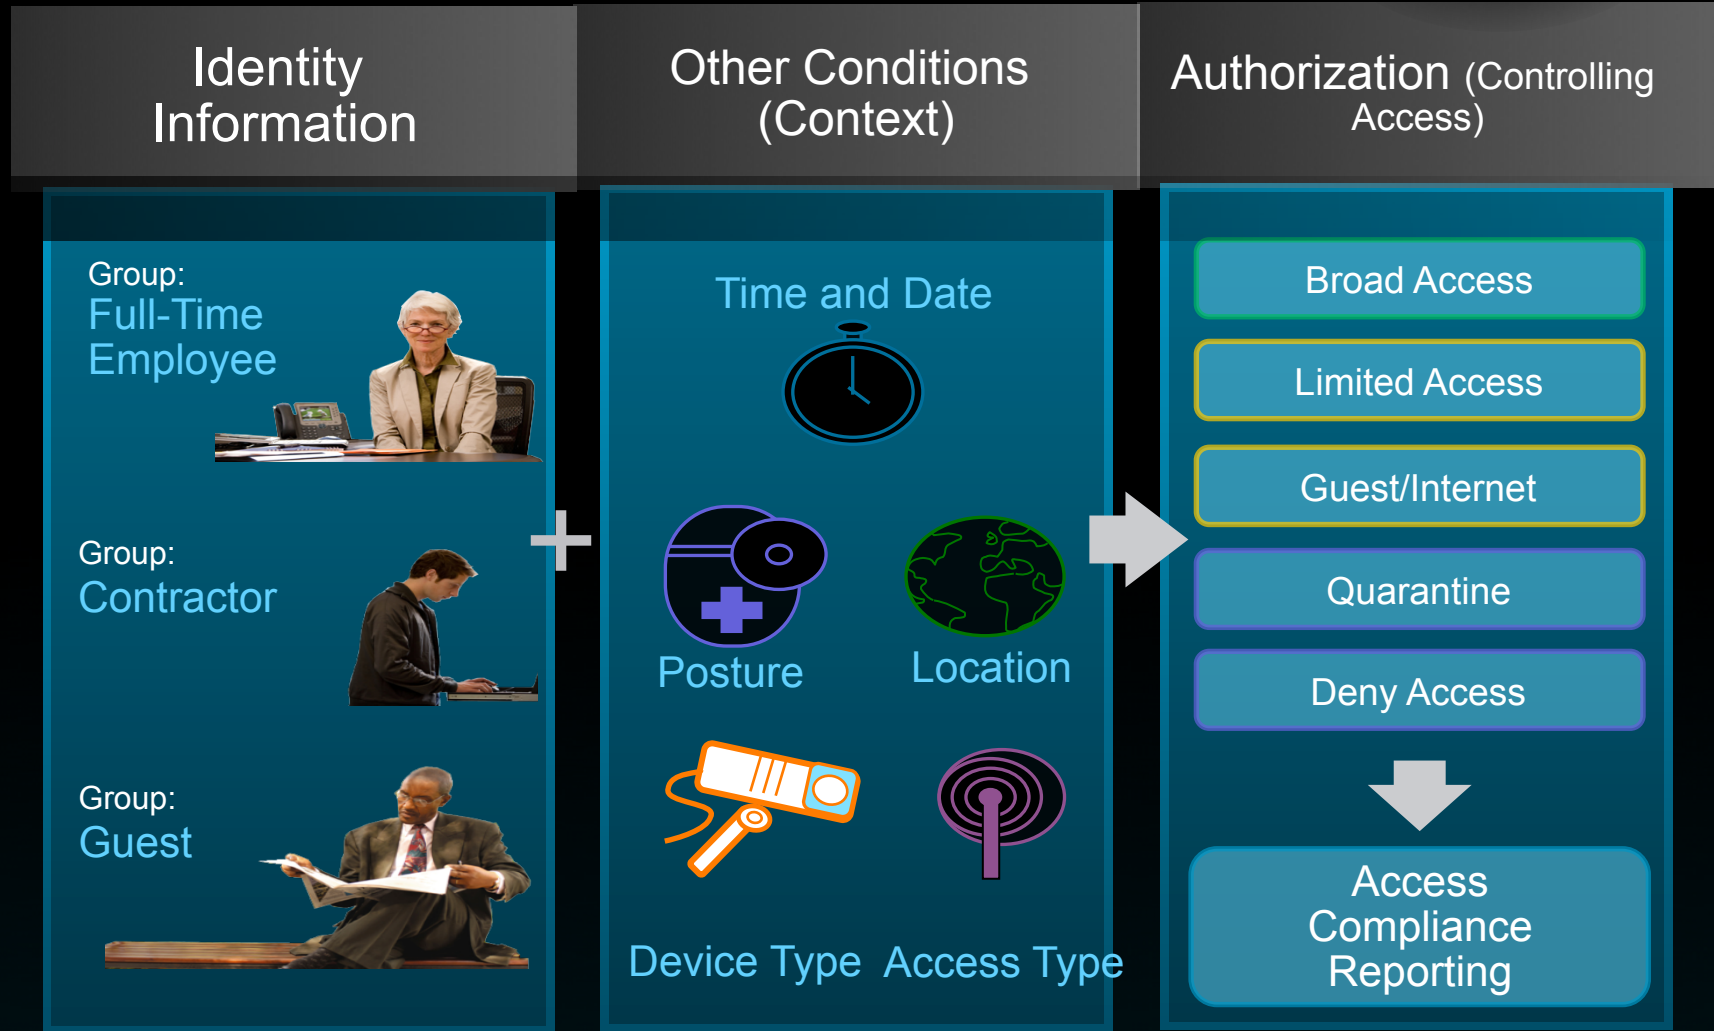 Identity
Information
Other Conditions
(Context)
Authorization (Controlling
Access)
Group:
Full-Time
Employee
Group:
Contractor
Group:
Guest
Time and Date
Posture
Location
Device Type
Access Type
Broad Access
Limited Access
Guest/Internet
Quarantine
Deny Access
Access
Compliance
Reporting